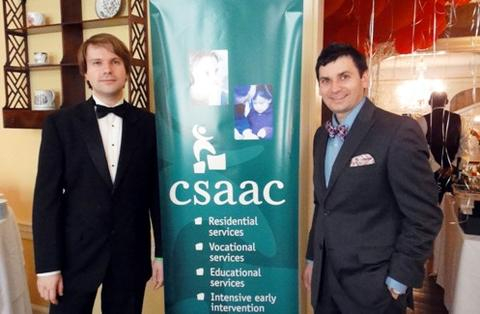 csaac
Residential
services
Vocational
services
Educational
services
Intensive early
intervention